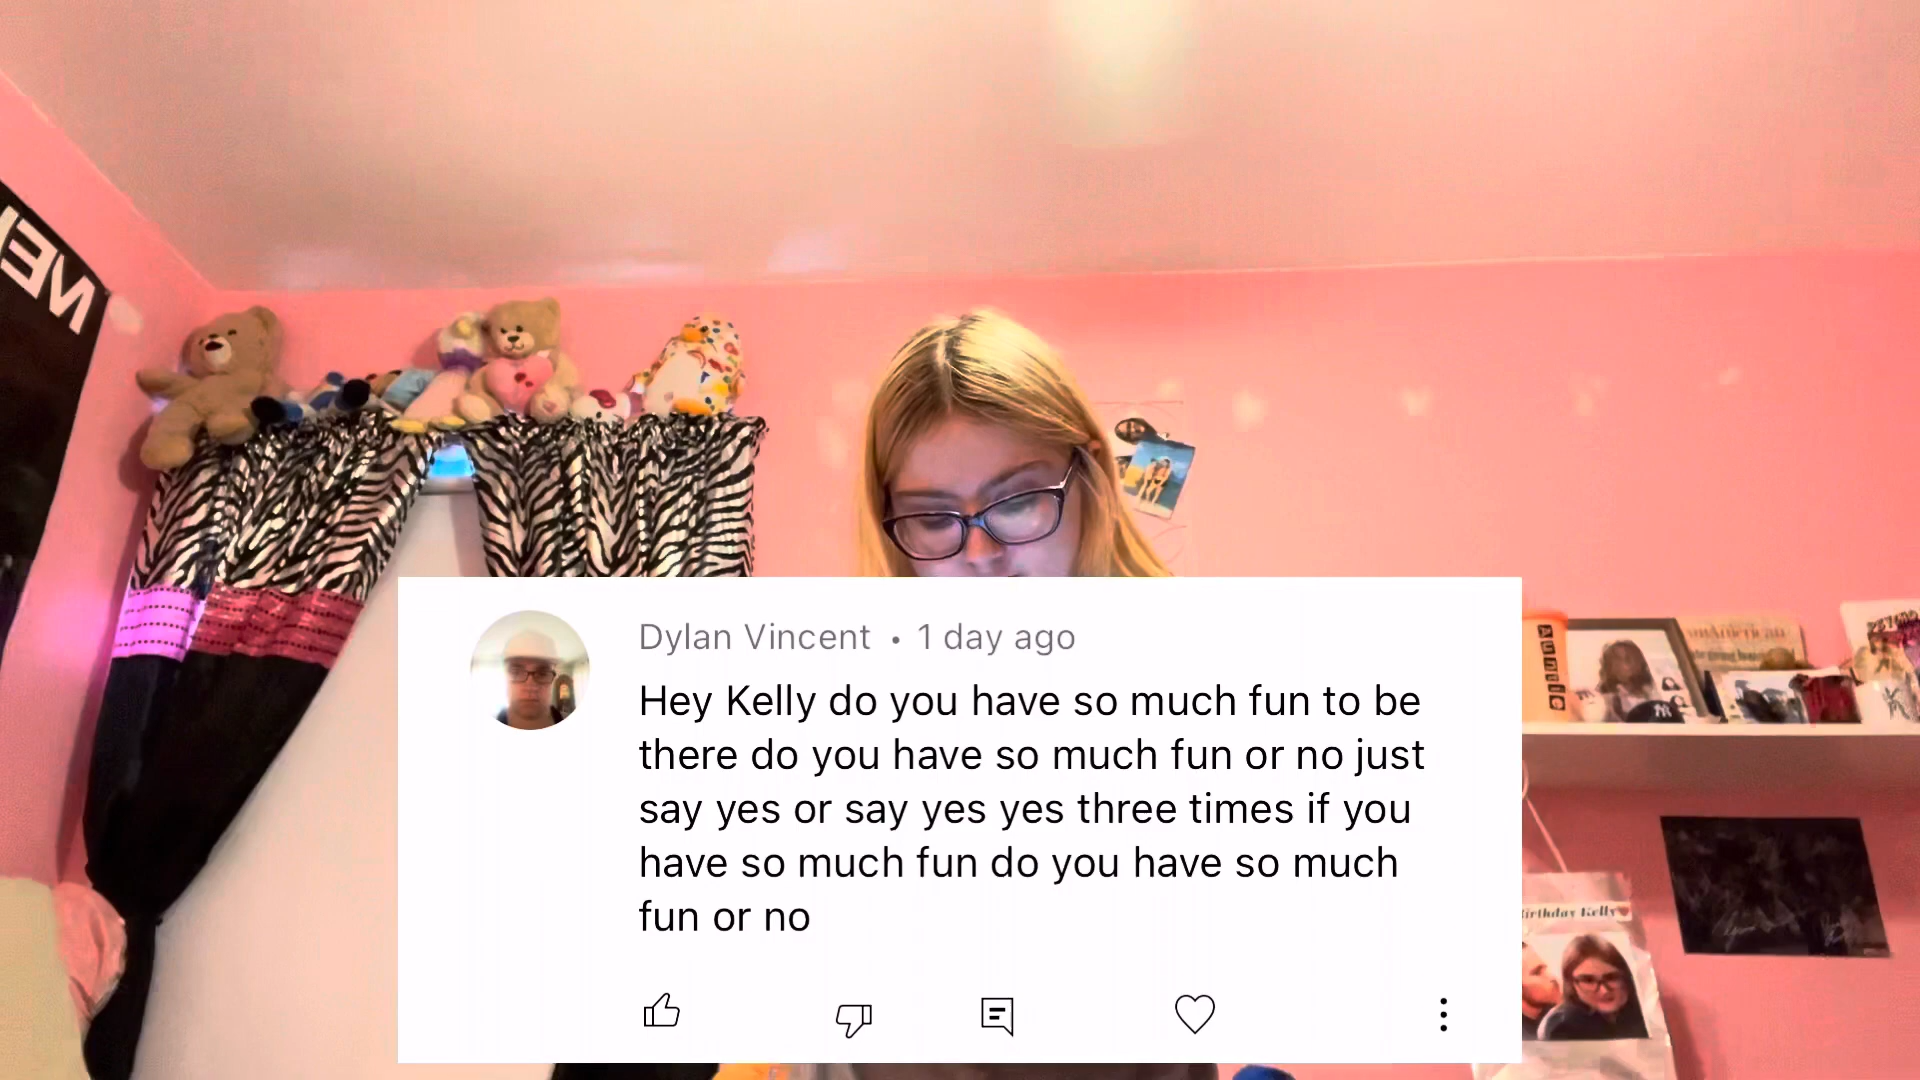 Dylan Vincent • 1 day ago
Hey Kelly do you have so much fun to be
there do you have so much fun or no just
say yes or say yes yes three times if you
have so much fun do you have so much
fun or no
Birthday Kelly